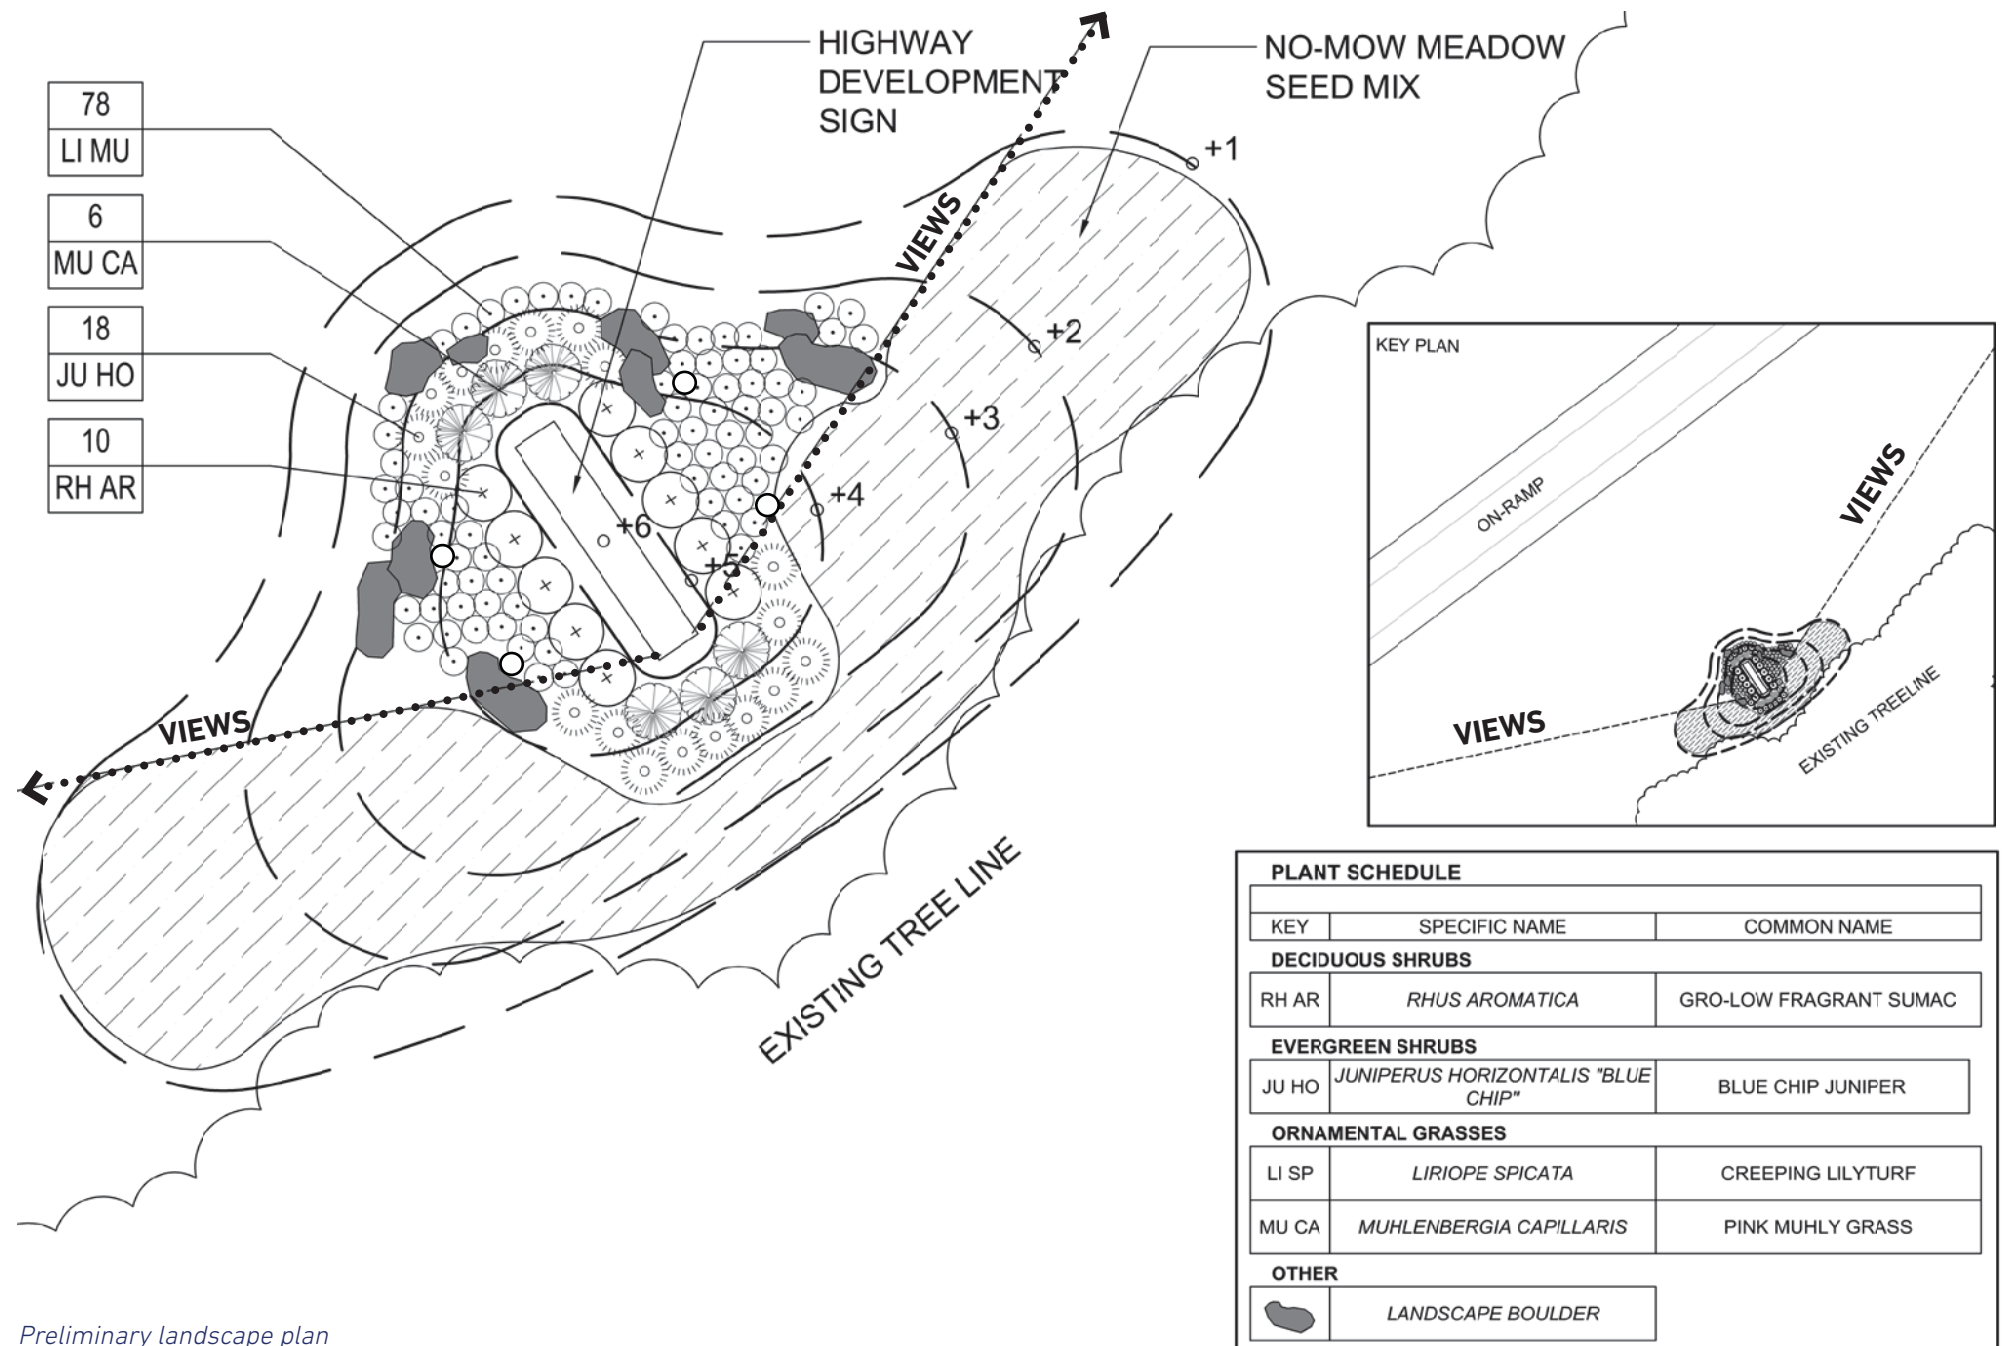 HIGHWAY
DEVELOPMENT
SIGN
NO-MOW MEADOW
SEED MIX
78
LI MU
6
MU CA
18
JU HO
10
RH AR
+1
+2
+3
+4
+6
+5
VIEWS
VIEWS
EXISTING TREE LINE
KEY PLAN
ON-RAMP
VIEWS
VIEWS
EXISTING TREELINE
PLANT SCHEDULE
KEY SPECIFIC NAME COMMON NAME
DECIDUOUS SHRUBS
RH AR RHUS AROMATICA GRO-LOW FRAGRANT SUMAC
EVERGREEN SHRUBS
JU HO JUNIPERUS HORIZONTALIS "BLUE
CHIP" BLUE CHIP JUNIPER
ORNAMENTAL GRASSES
LI SP LIRIOPE SPICATA CREEPING LILYTURF
MU CA MUHLENBERGIA CAPILLARIS PINK MUHLY GRASS
OTHER
LANDSCAPE BOULDER
Preliminary landscape plan